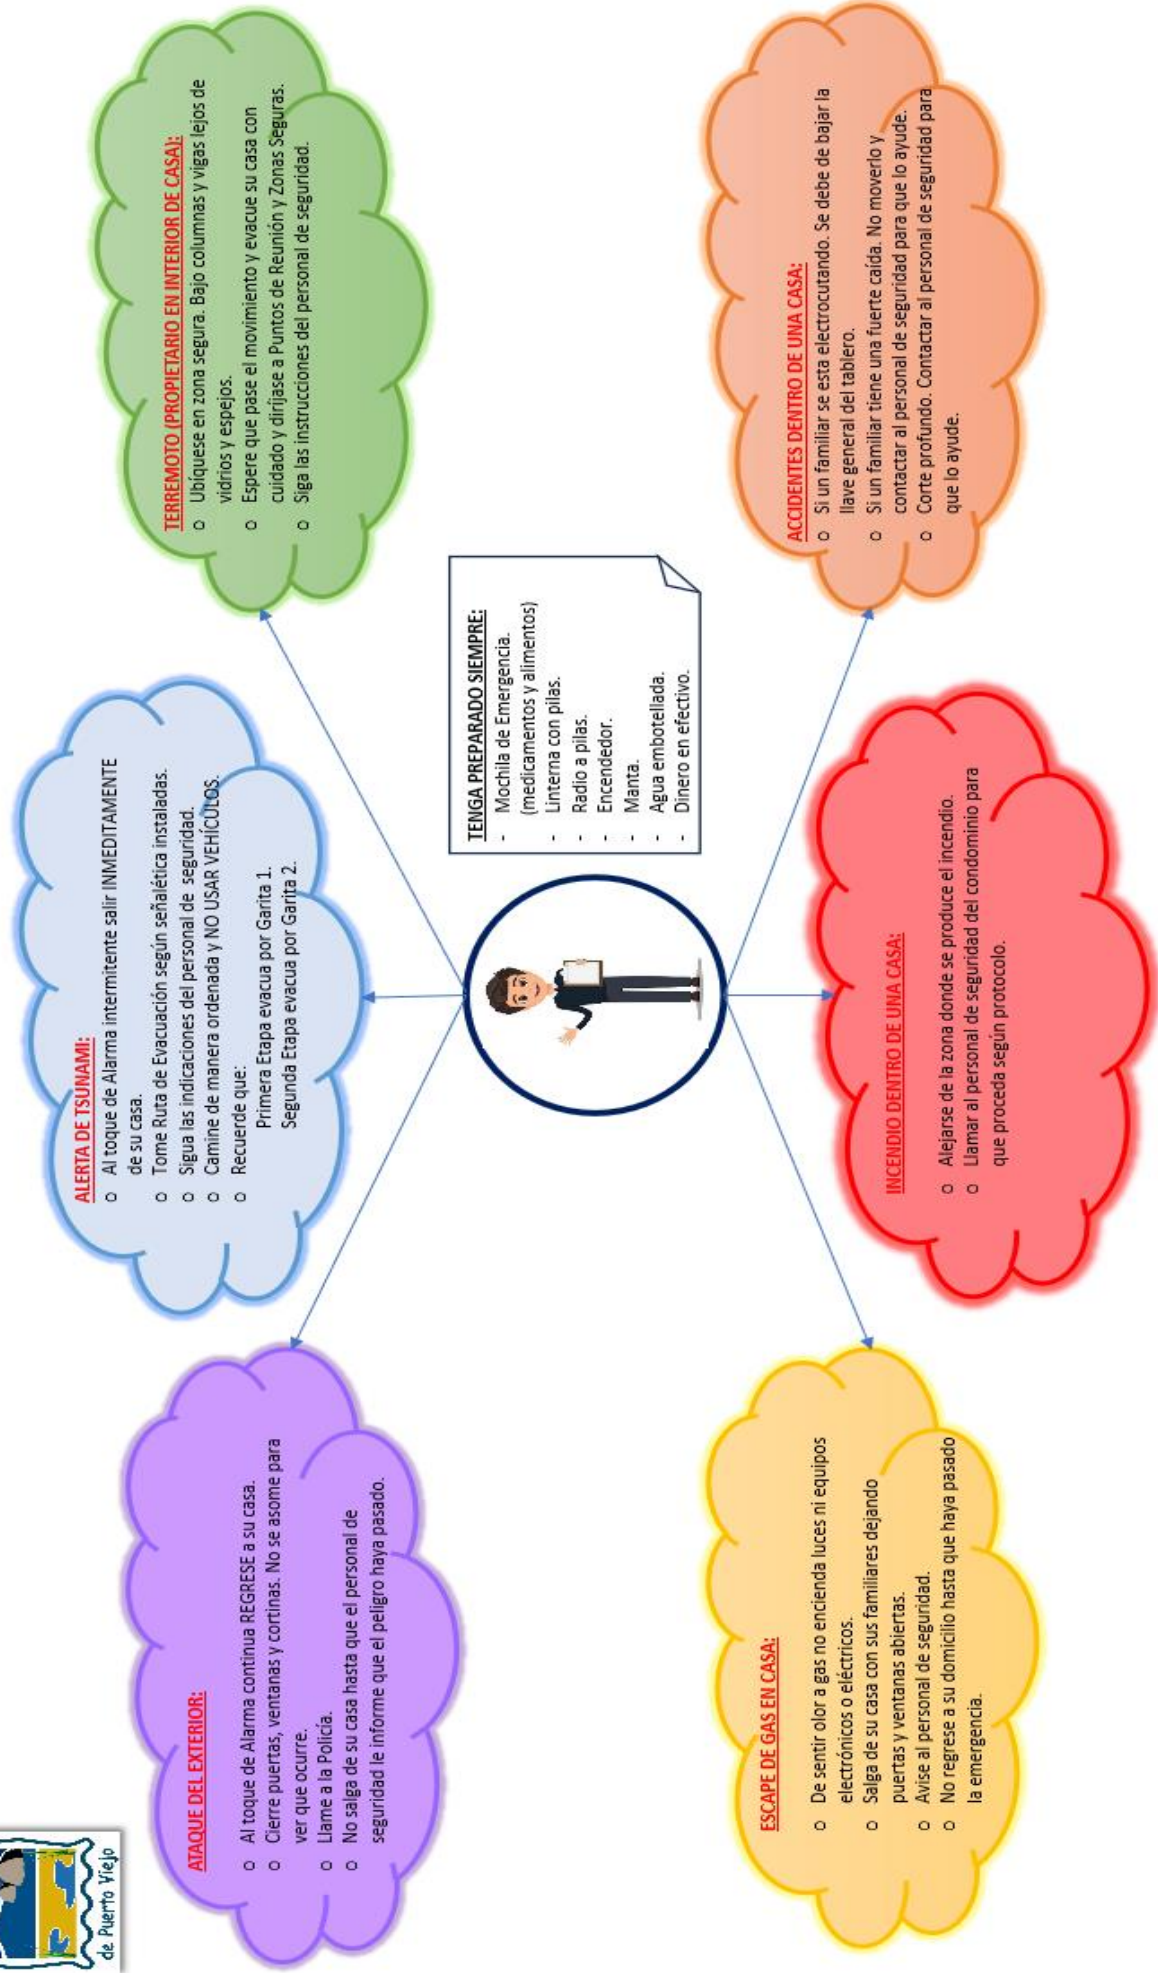 de Puerto Viejo
ATAQUE DEL EXTERIOR:
o Al toque de Alarma continua REGRESE a su casa.
o Cierre puertas, ventanas y cortinas. No se asome para
ver que ocurre.
o Llame a la Policía.
o No salga de su casa hasta que el personal de
seguridad le informe que el peligro haya pasado.
ALERTA DE TSUNAMI:
o Al toque de Alarma intermitente salir INMEDITAMENTE
de su casa.
o Tome Ruta de Evacuación según señalética instaladas.
o Sigua las indicaciones del personal de seguridad.
o Camine de manera ordenada y NO USAR VEHÍCULOS.
o Recuerde que:
Primera Etapa evacua por Garita 1.
Segunda Etapa evacua por Garita 2.
TERREMOTO (PROPIETARIO EN INTERIOR DE CASA):
o Ubíquese en zona segura. Bajo columnas y vigas lejos de
vidrios y espejos.
o Espere que pase el movimiento y evacue su casa con
cuidado y diríjase a Puntos de Reunión y Zonas Seguras.
o Siga las instrucciones del personal de seguridad.
TENGA PREPARADO SIEMPRE:
- Mochila de Emergencia.
(medicamentos y alimentos)
- Linterna con pilas.
- Radio a pilas.
- Encendedor.
- Manta.
- Agua embotellada.
- Dinero en efectivo.
ESCAPE DE GAS EN CASA:
o De sentir olor a gas no encienda luces ni equipos
electrónicos o eléctricos.
o Salga de su casa con sus familiares dejando
puertas y ventanas abiertas.
o Avise al personal de seguridad.
o No regrese a su domicilio hasta que haya pasado
la emergencia.
INCENDIO DENTRO DE UNA CASA:
o Alejarse de la zona donde se produce el incendio.
o Llamar al personal de seguridad del condominio para
que proceda según protocolo.
ACCIDENTES DENTRO DE UNA CASA:
o Si un familiar se esta electrocutando. Se debe de bajar la
llave general del tablero.
o Si un familiar tiene una fuerte caída. No moverlo y
contactar al personal de seguridad para que lo ayude.
o Corte profundo. Contactar al personal de seguridad para
que lo ayude.